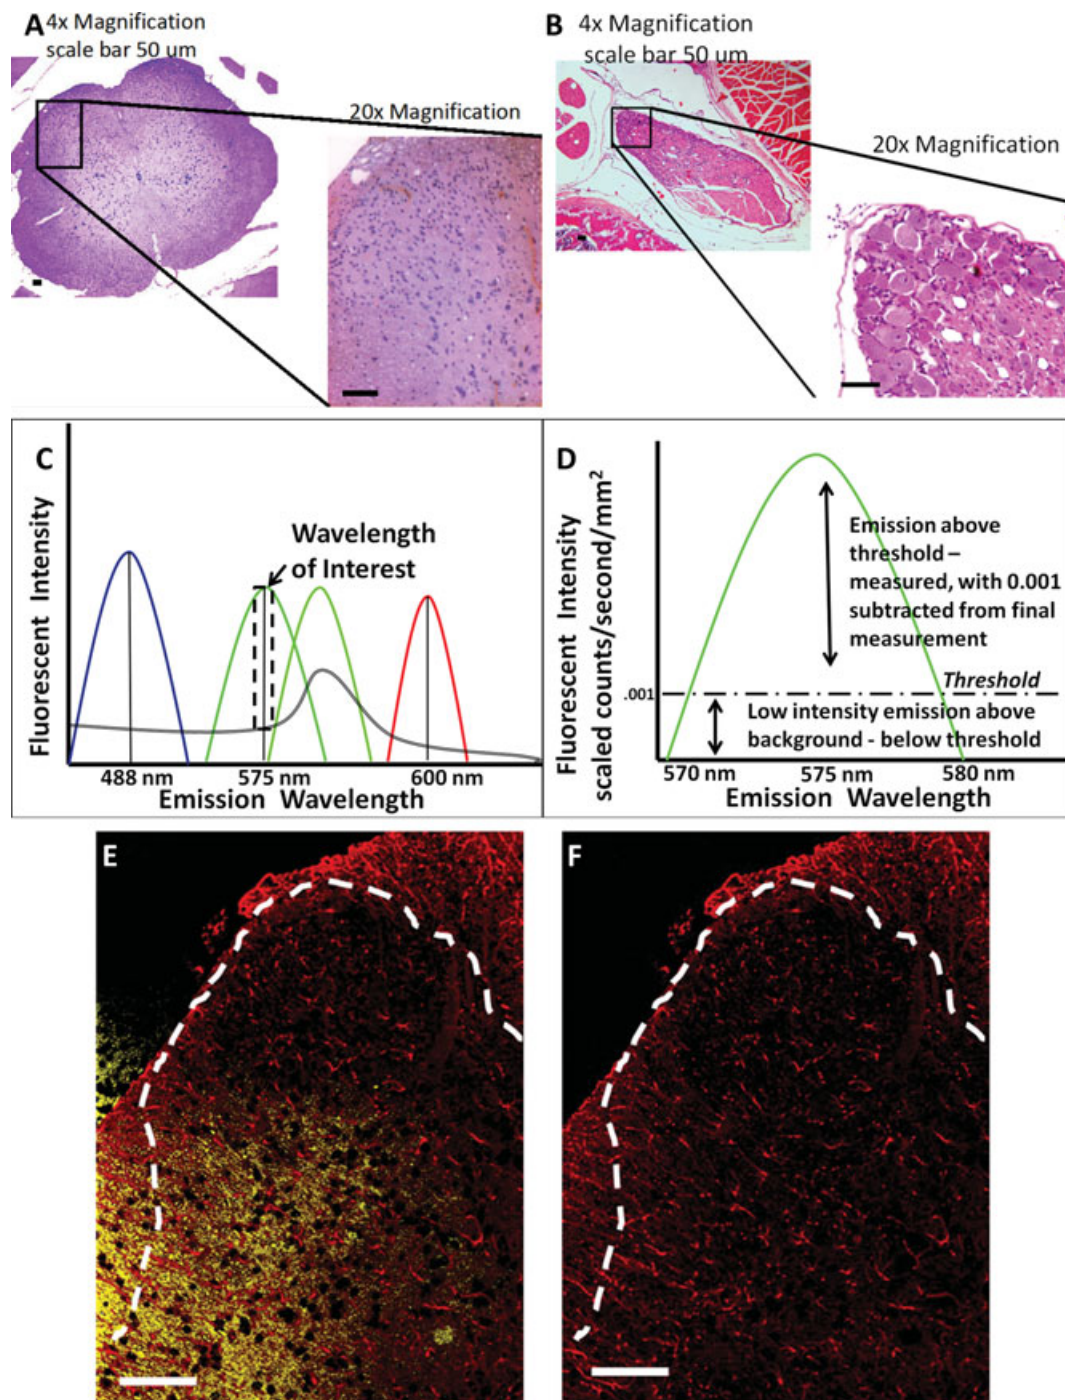 A
4x Magnification
scale bar 50 um
20x Magnification
B
4x Magnification
scale bar 50 um
20x Magnification
C
Fluorescent Intensity
Wavelength
of Interest
488 nm
575 nm
600 nm
Emission Wavelength
D
Fluorescent Intensity
scaled counts/second/mm²
Emission above
threshold –
measured, with 0.001
subtracted from final
measurement
Threshold
.001
Low intensity emission above
background - below threshold
570 nm
575 nm
580 nm
Emission Wavelength
E
F